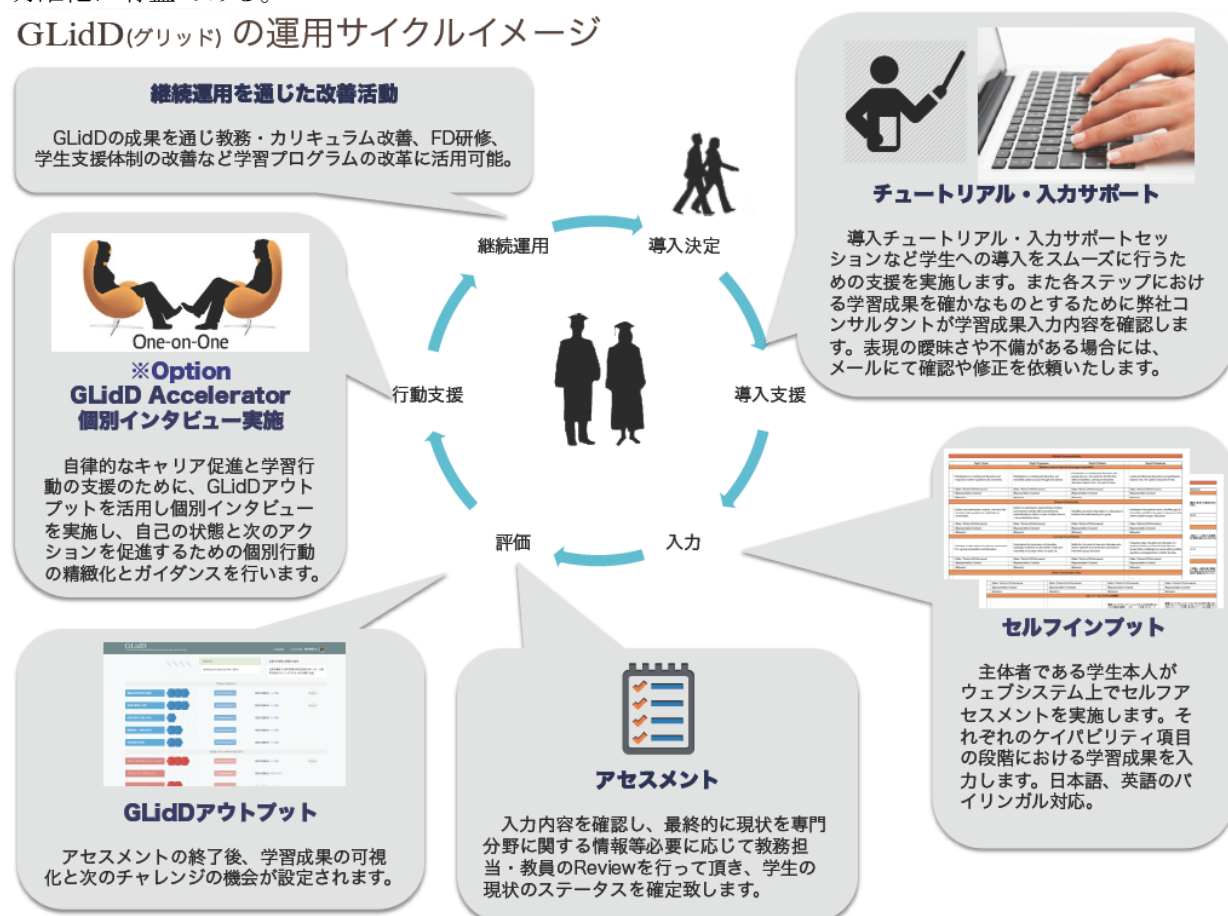 GLidD(グリッド) の運用サイクルイメージ
継続運用を通じた改善活動
GLidDの成果を通じ教務・カリキュラム改善、FD研修、
学生支援体制の改善など学習プログラムの改革に活用可能。
チュートリアル・入力サポート
導入チュートリアル・入力サポートセッ
ションなど学生への導入をスムーズに行うた
めの支援を実施します。また各ステップにおけ
る学習成果を確かなものとするために弊社コ
ンサルタントが学習成果入力内容を確認しま
す。表現の曖昧さや不備がある場合には、
メールにて確認や修正を依頼いたします。
継続運用
導入決定
One-on-One
※Option
GLidD Accelerator
個別インタビュー実施
自律的なキャリア促進と学習行
動の支援のために、GLidDアウト
プットを活用し個別インタビュー
を実施し、自己の状態と次のアク
ションを促進するための個別行動
の精緻化とガイダンスを行います。
行動支援
導入支援
評価
入力
セルフインプット
主体者である学生本人が
ウェブシステム上でセルフア
セスメントを実施します。そ
れぞれのケイパビリティ項目
の段階における学習成果を入
力します。日本語、英語のバ
イリンガル対応。
GLidD
GLidDアウトプット
アセスメントの終了後、学習成果の可視
化と次のチャレンジの機会が設定されます。
アセスメント
入力内容を確認し、最終的に現状を専門
分野に関する情報等必要に応じて教務担
当・教員のReviewを行って頂き、学生の
現状のステータスを確定致します。